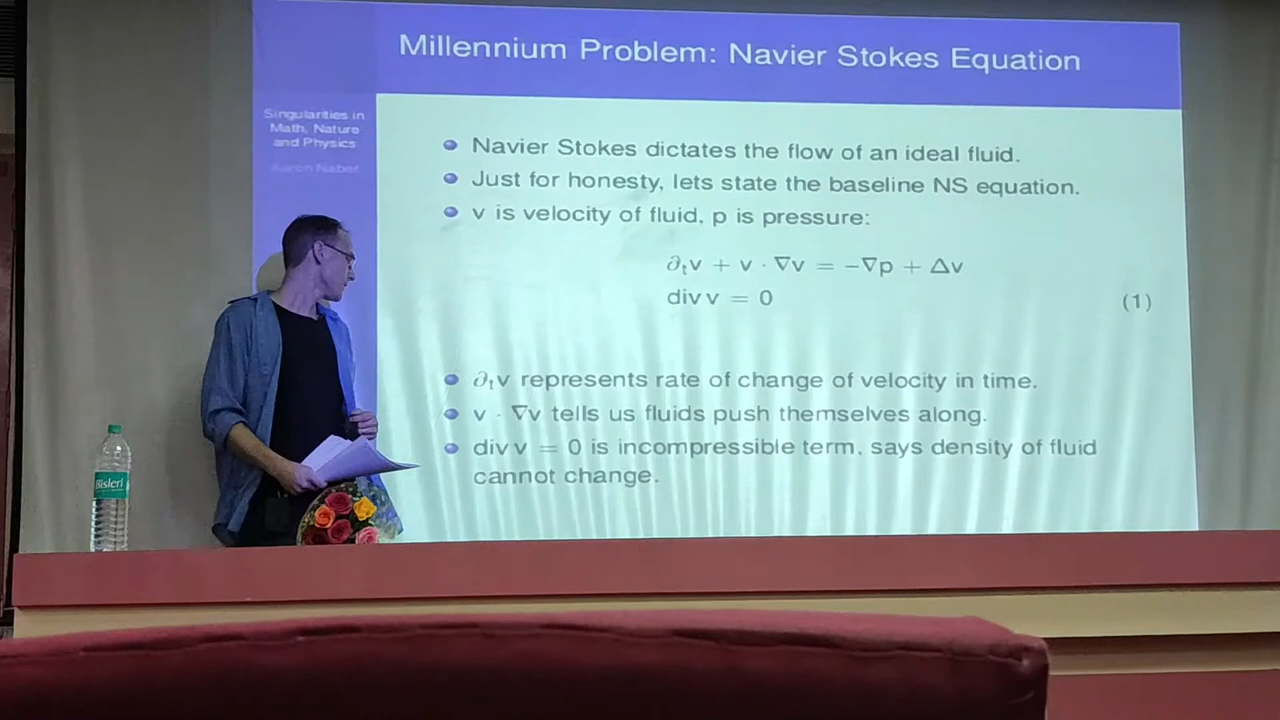 Millennium Problem: Navier Stokes Equation
Singularities in
Math, Nature
and Physics
Aaron Naber
Navier Stokes dictates the flow of an ideal fluid.
Just for honesty, lets state the baseline NS equation.
v is velocity of fluid, p is pressure:
∂ₜv + v · ∇v = −∇p + Δv
div v = 0
(1)
∂ₜv represents rate of change of velocity in time.
v · ∇v tells us fluids push themselves along.
div v = 0 is incompressible term, says density of fluid
cannot change.
Bisleri